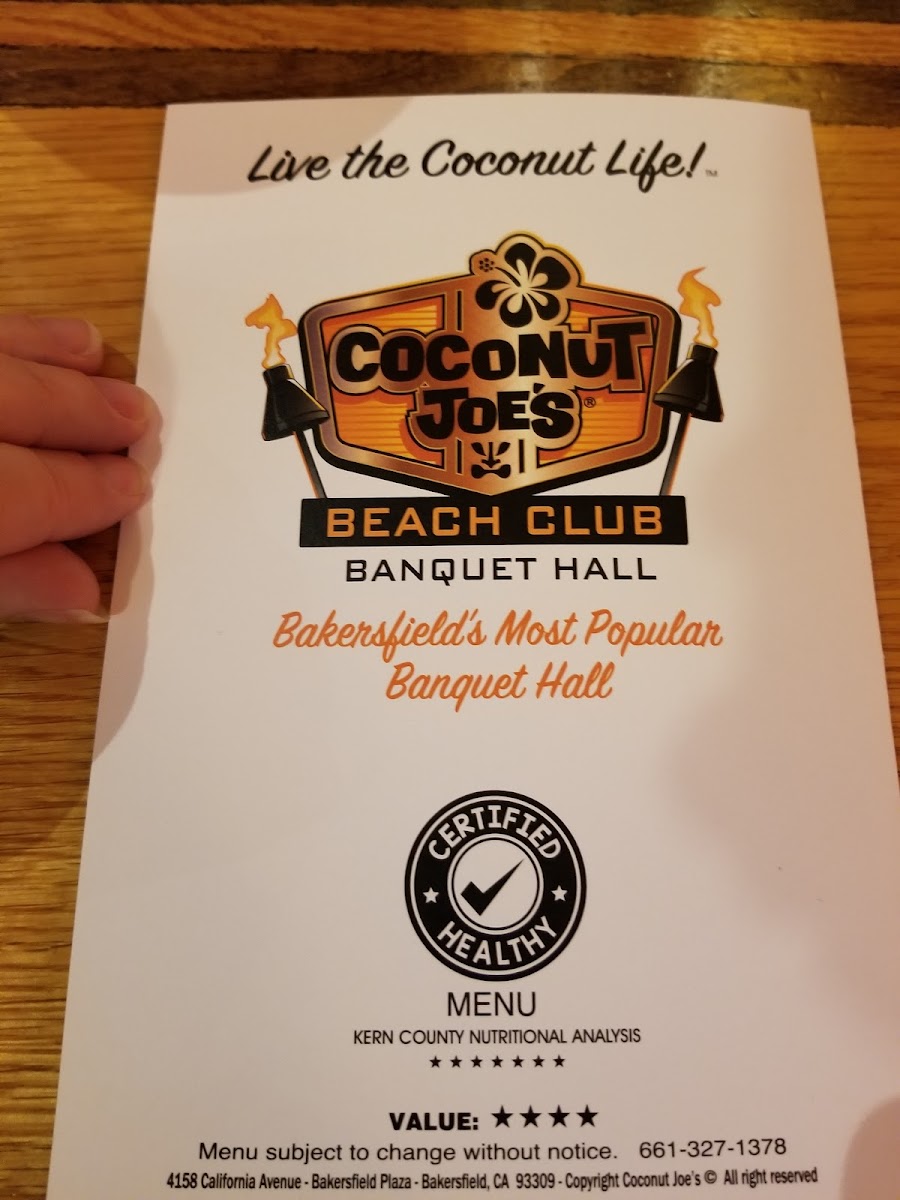 Live the Coconut Life!™
COCONUT
JOE'S®
BEACH CLUB
BANQUET HALL
Bakersfield's Most Popular
Banquet Hall
CERTIFIED
HEALTHY
MENU
KERN COUNTY NUTRITIONAL ANALYSIS
★★★★★★★
VALUE: ★★★★
Menu subject to change without notice. 661-327-1378
4158 California Avenue - Bakersfield Plaza - Bakersfield, CA 93309 - Copyright Coconut Joe's © All right reserved